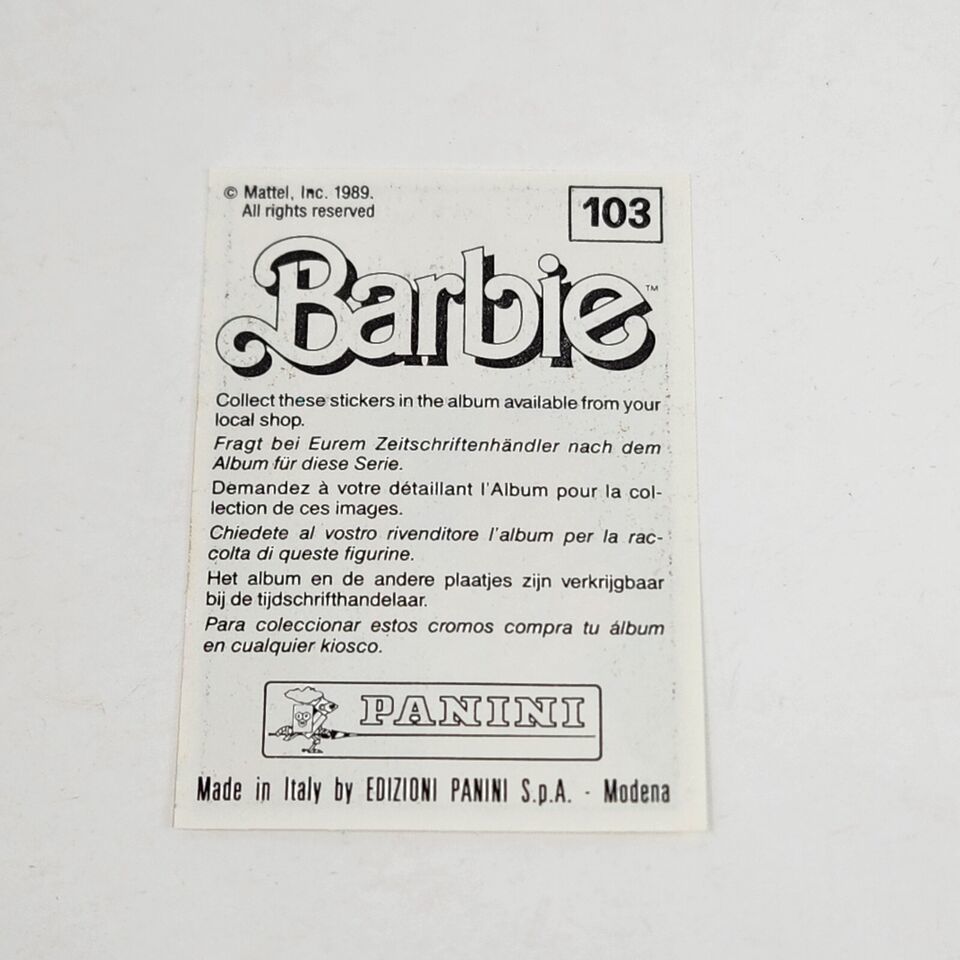 © Mattel, Inc. 1989.
All rights reserved
103
Barbie™
Collect these stickers in the album available from your
local shop.
Fragt bei Eurem Zeitschriftenhändler nach dem
Album für diese Serie.
Demandez à votre détaillant l'Album pour la col-
lection de ces images.
Chiedete al vostro rivenditore l'album per la rac-
colta di queste figurine.
Het album en de andere plaatjes zijn verkrijgbaar
bij de tijdschrifthandelaar.
Para coleccionar estos cromos compra tu álbum
en cualquier kiosco.
PANINI
Made in Italy by EDIZIONI PANINI S.p.A. - Modena